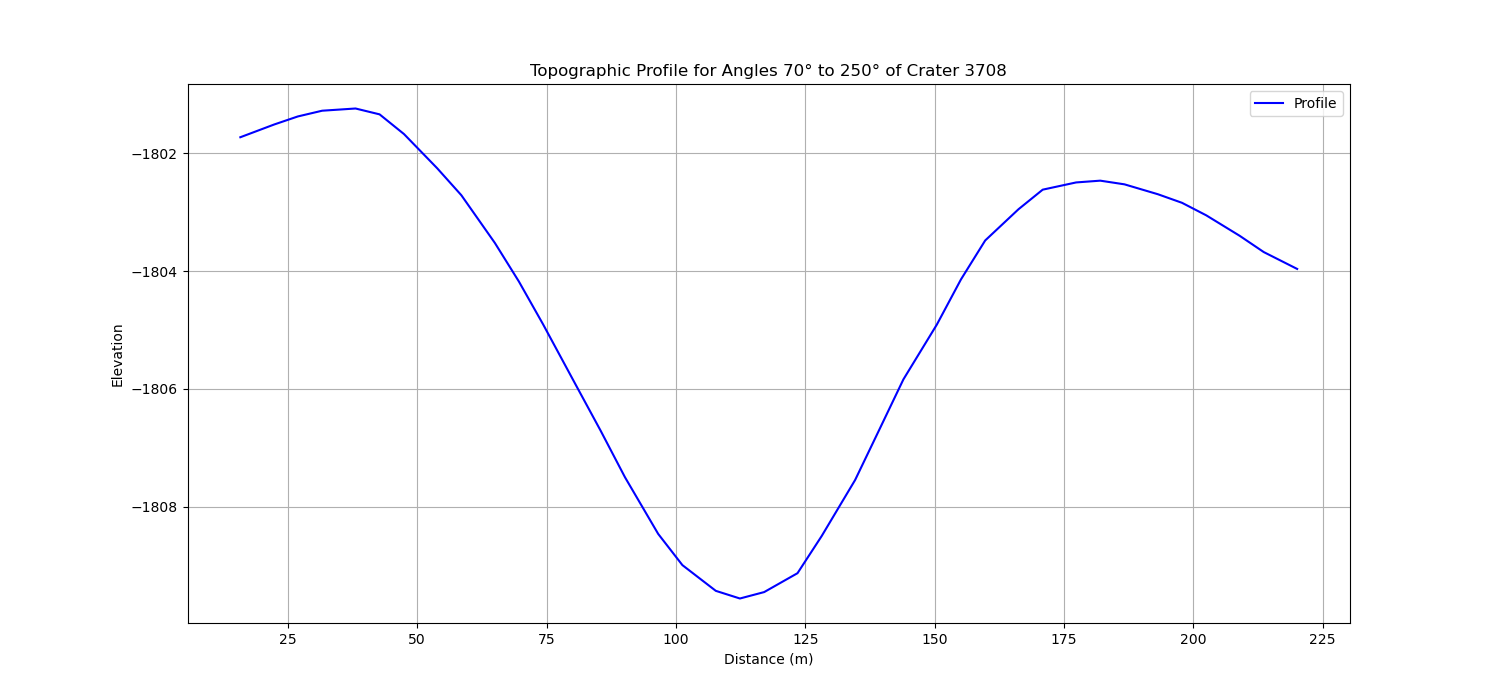 Topographic Profile for Angles 70° to 250° of Crater 3708
Profile
−1802
−1804
−1806
−1808
Elevation
25 50 75 100 125 150 175 200 225
Distance (m)